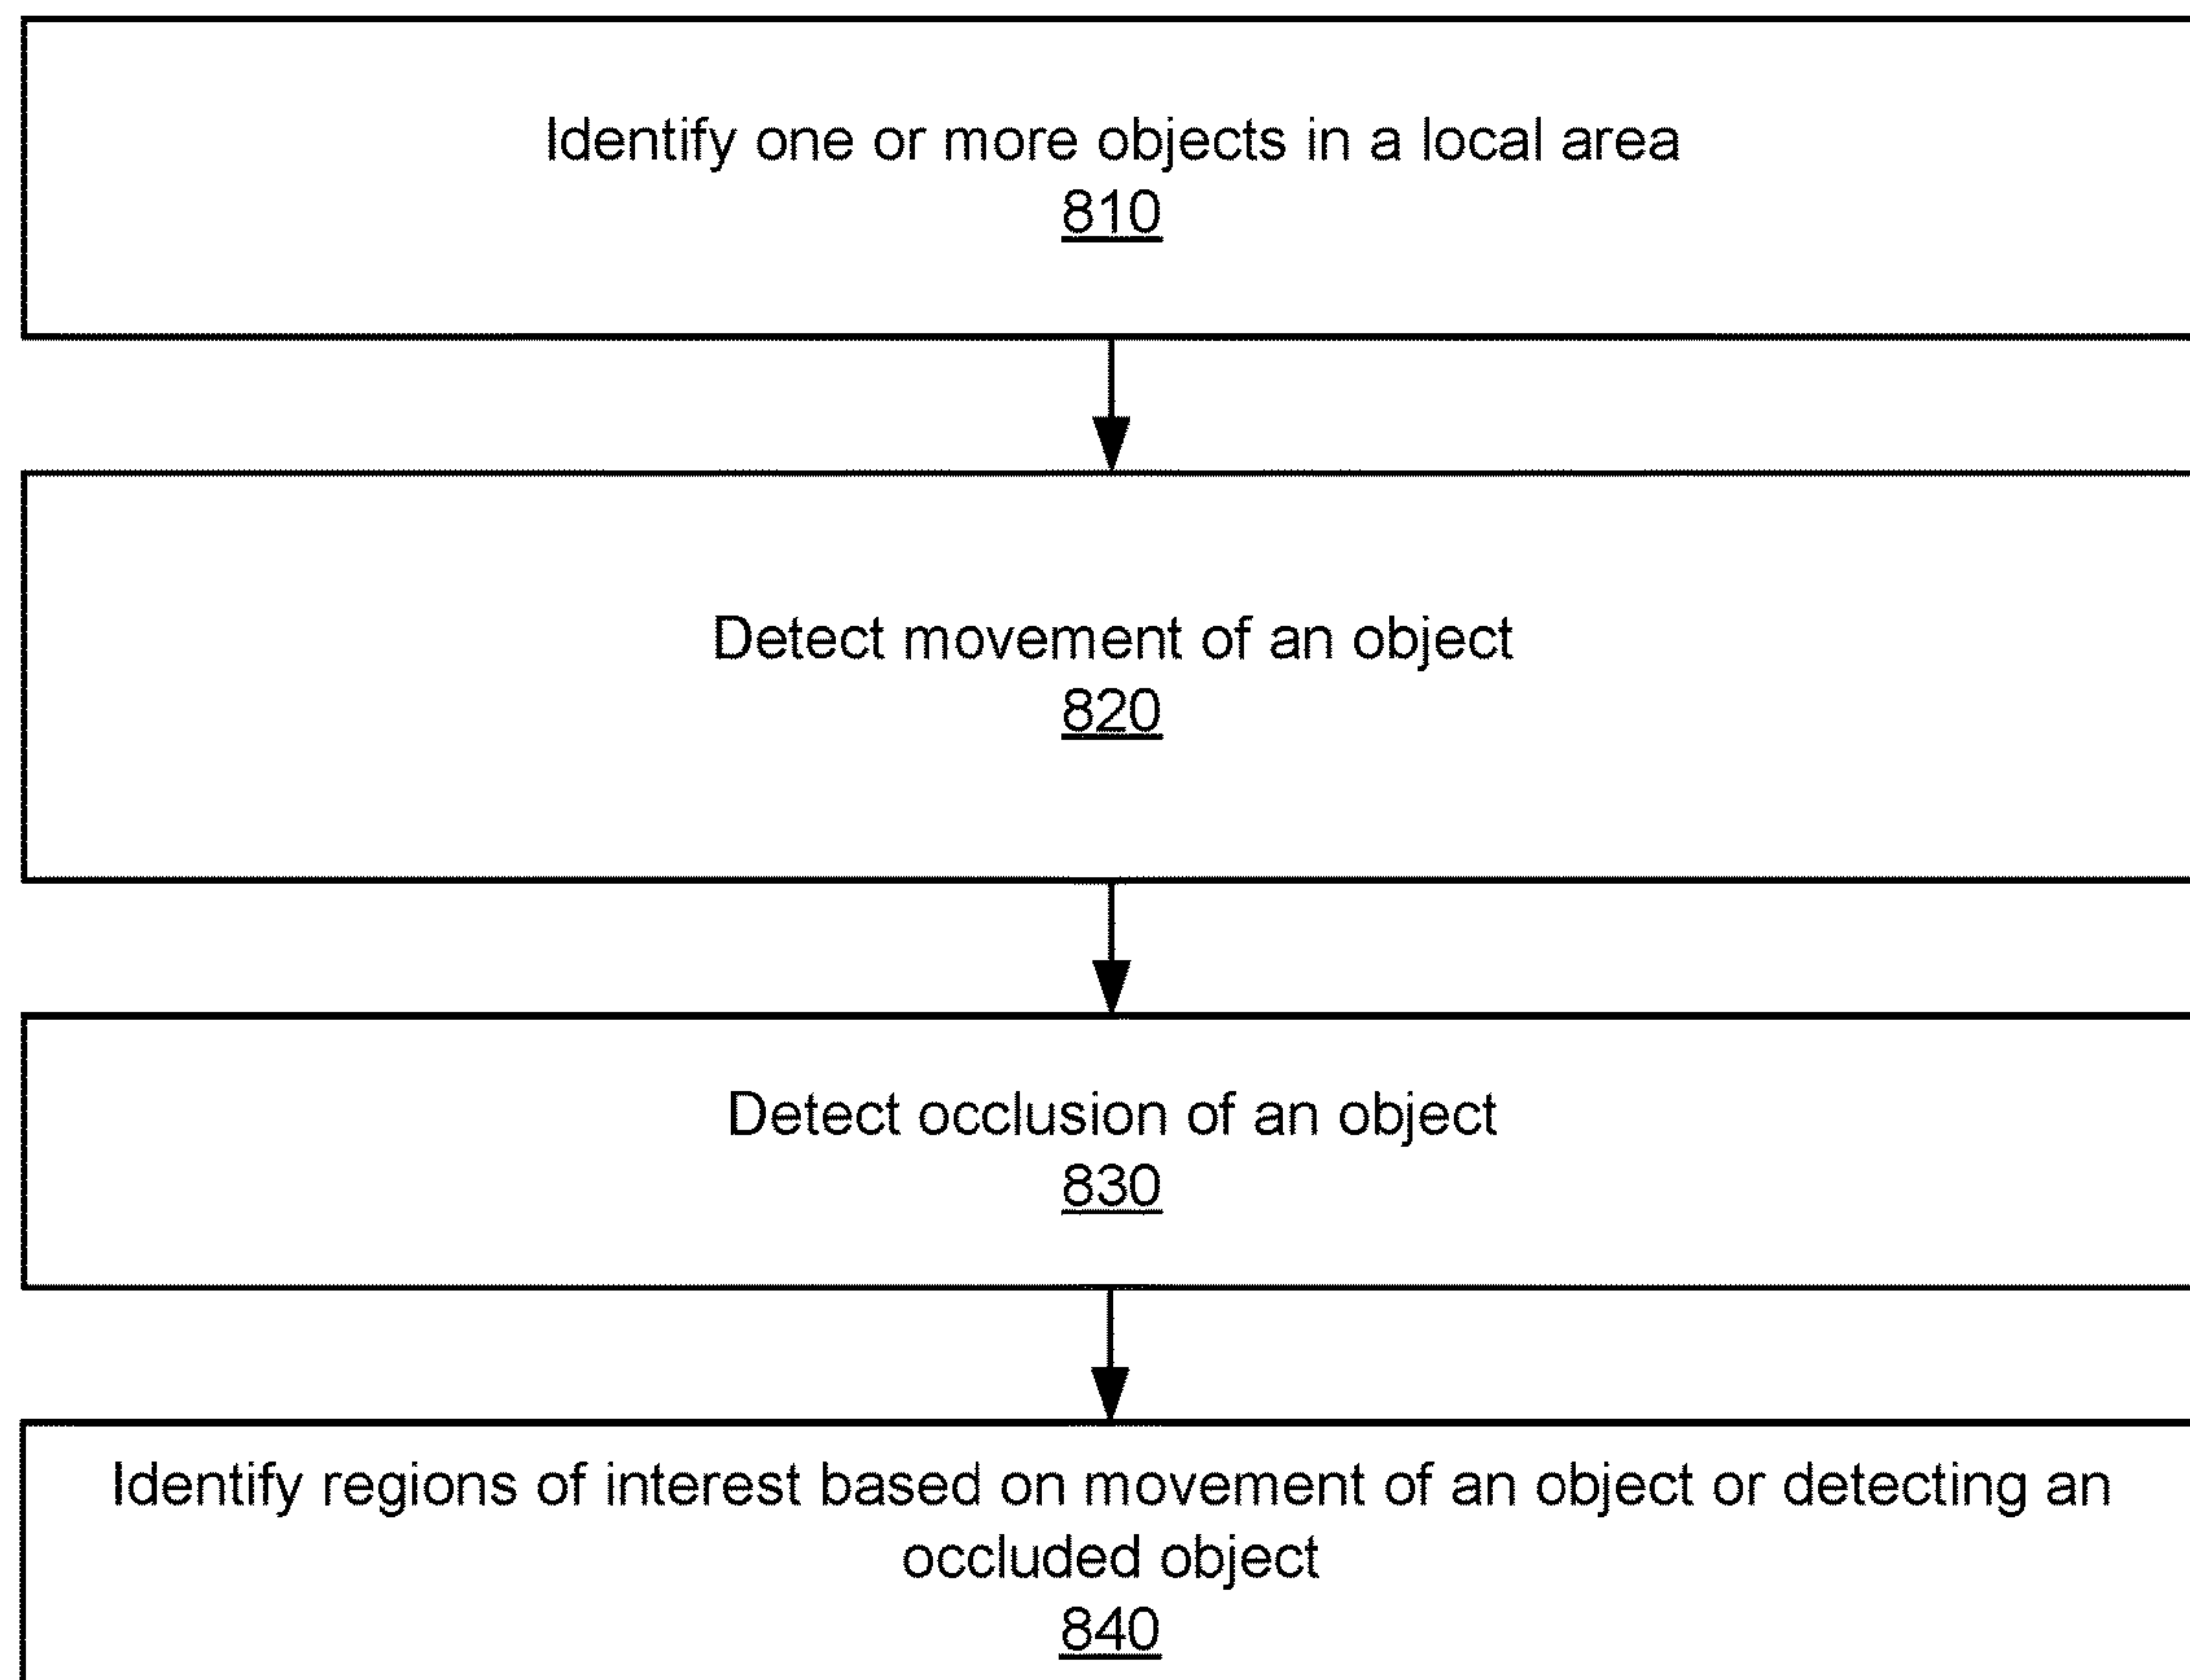 Identify one or more objects in a local area
810
Detect movement of an object
820
Detect occlusion of an object
830
Identify regions of interest based on movement of an object or detecting an
occluded object
840